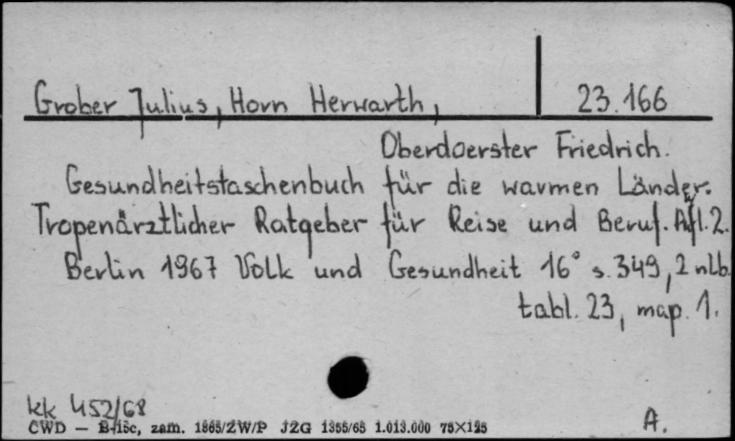 Grober Julius, Horn Herwarth, 23.166
Oberdoerster Friedrich.
Gesundheitstaschenbuch für die warmen Länder.
Tropenärztlicher Ratgeber für Reise und Beruf. Afl. 2.
Berlin 1967 Volk und Gesundheit 16° s. 349, 2 nlb.
tabl. 23, map. 1.
kk 452/68
CWD — zam. 1865/ZW/P JZG 1355/65 1.013.000 75×125
A.